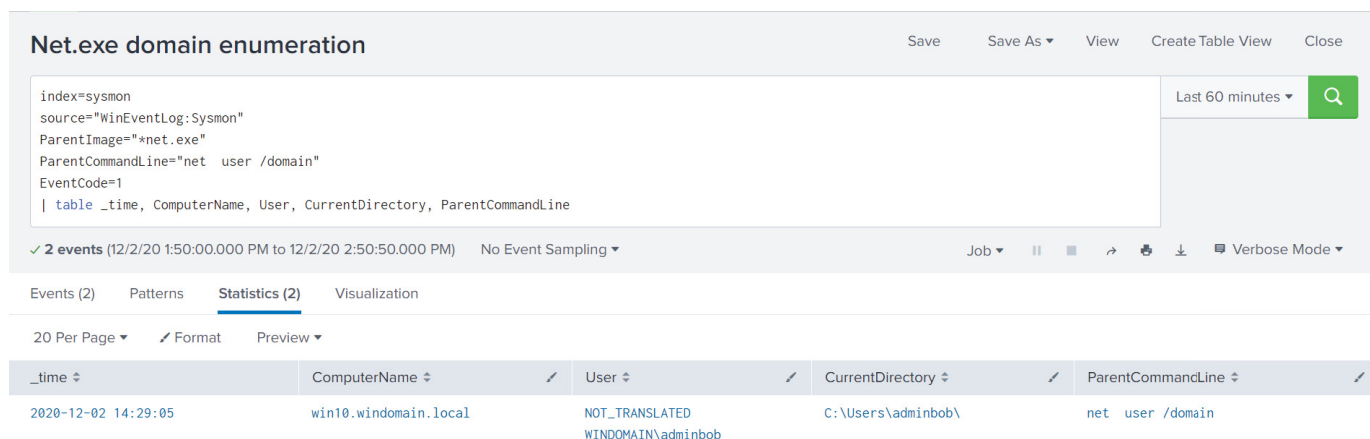 Net.exe domain enumeration
Save Save As View Create Table View Close
index=sysmon
source="WinEventLog:Sysmon"
ParentImage="*net.exe"
ParentCommandLine="net  user /domain"
EventCode=1
| table _time, ComputerName, User, CurrentDirectory, ParentCommandLine
Last 60 minutes
2 events (12/2/20 1:50:00.000 PM to 12/2/20 2:50:50.000 PM) No Event Sampling
Job Verbose Mode
Events (2) Patterns Statistics (2) Visualization
20 Per Page Format Preview
_time ComputerName User CurrentDirectory ParentCommandLine
2020-12-02 14:29:05 win10.windomain.local NOT_TRANSLATED C:\Users\adminbob\ net  user /domain
WINDOMAIN\adminbob